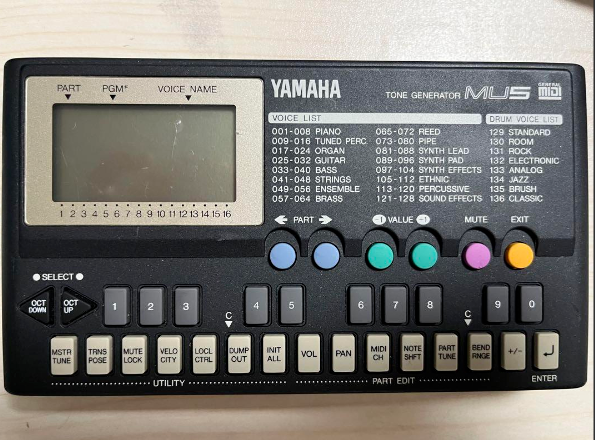 YAMAHA TONE GENERATOR MU5 GENERAL MIDI
PART PGM# VOICE NAME
1 2 3 4 5 6 7 8 9 10 11 12 13 14 15 16
VOICE LIST DRUM VOICE LIST
001-008 PIANO 065-072 REED 129 STANDARD
009-016 TUNED PERC. 073-080 PIPE 130 ROOM
017-024 ORGAN 081-088 SYNTH LEAD 131 ROCK
025-032 GUITAR 089-096 SYNTH PAD 132 ELECTRONIC
033-040 BASS 097-104 SYNTH EFFECTS 133 ANALOG
041-048 STRINGS 105-112 ETHNIC 134 JAZZ
049-056 ENSEMBLE 113-120 PERCUSSIVE 135 BRUSH
057-064 BRASS 121-128 SOUND EFFECTS 136 CLASSIC
PART -1 VALUE +1 MUTE EXIT
SELECT
OCT DOWN OCT UP 1 2 3 C 4 5 6 7 8 C 9 0
MSTR TUNE TRNS POSE MUTE LOCK VELO CITY LOCL CTRL DUMP OUT INIT ALL VOL PAN MIDI CH NOTE SHFT PART TUNE BEND RNGE +/-
UTILITY PART EDIT ENTER